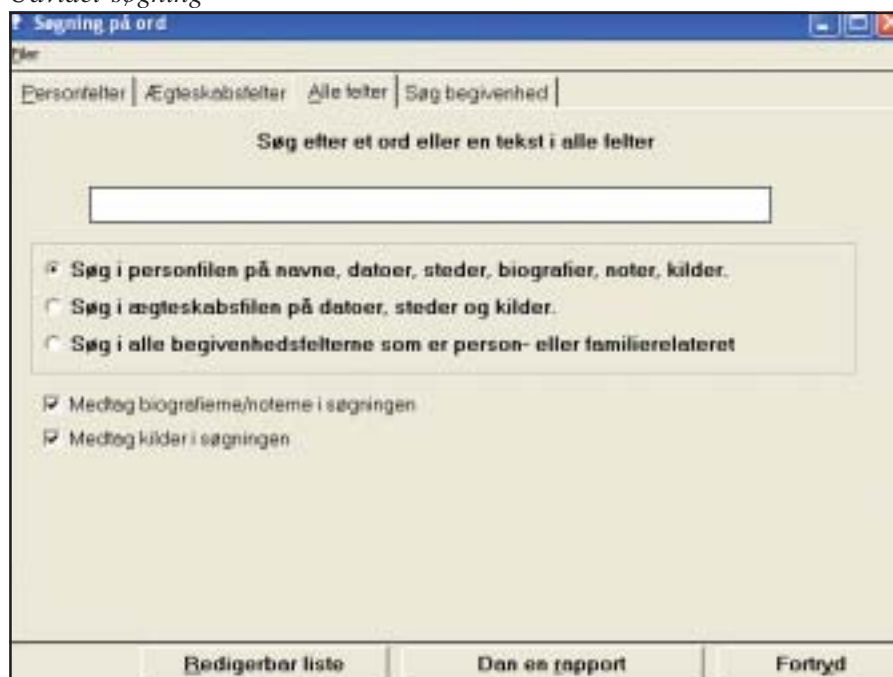 Udvidet søgning
Søgning på ord
Filer
Personfelter Ægteskabsfelter Alle felter Søg begivenhed
Søg efter et ord eller en tekst i alle felter
Søg i personfilen på navne, datoer, steder, biografier, noter, kilder.
Søg i ægteskabsfilen på datoer, steder og kilder.
Søg i alle begivenhedsfelterne som er person- eller familierelateret
Medtag biografierne/noterne i søgningen
Medtag kilder i søgningen
Redigerbar liste Dan en rapport Fortryd